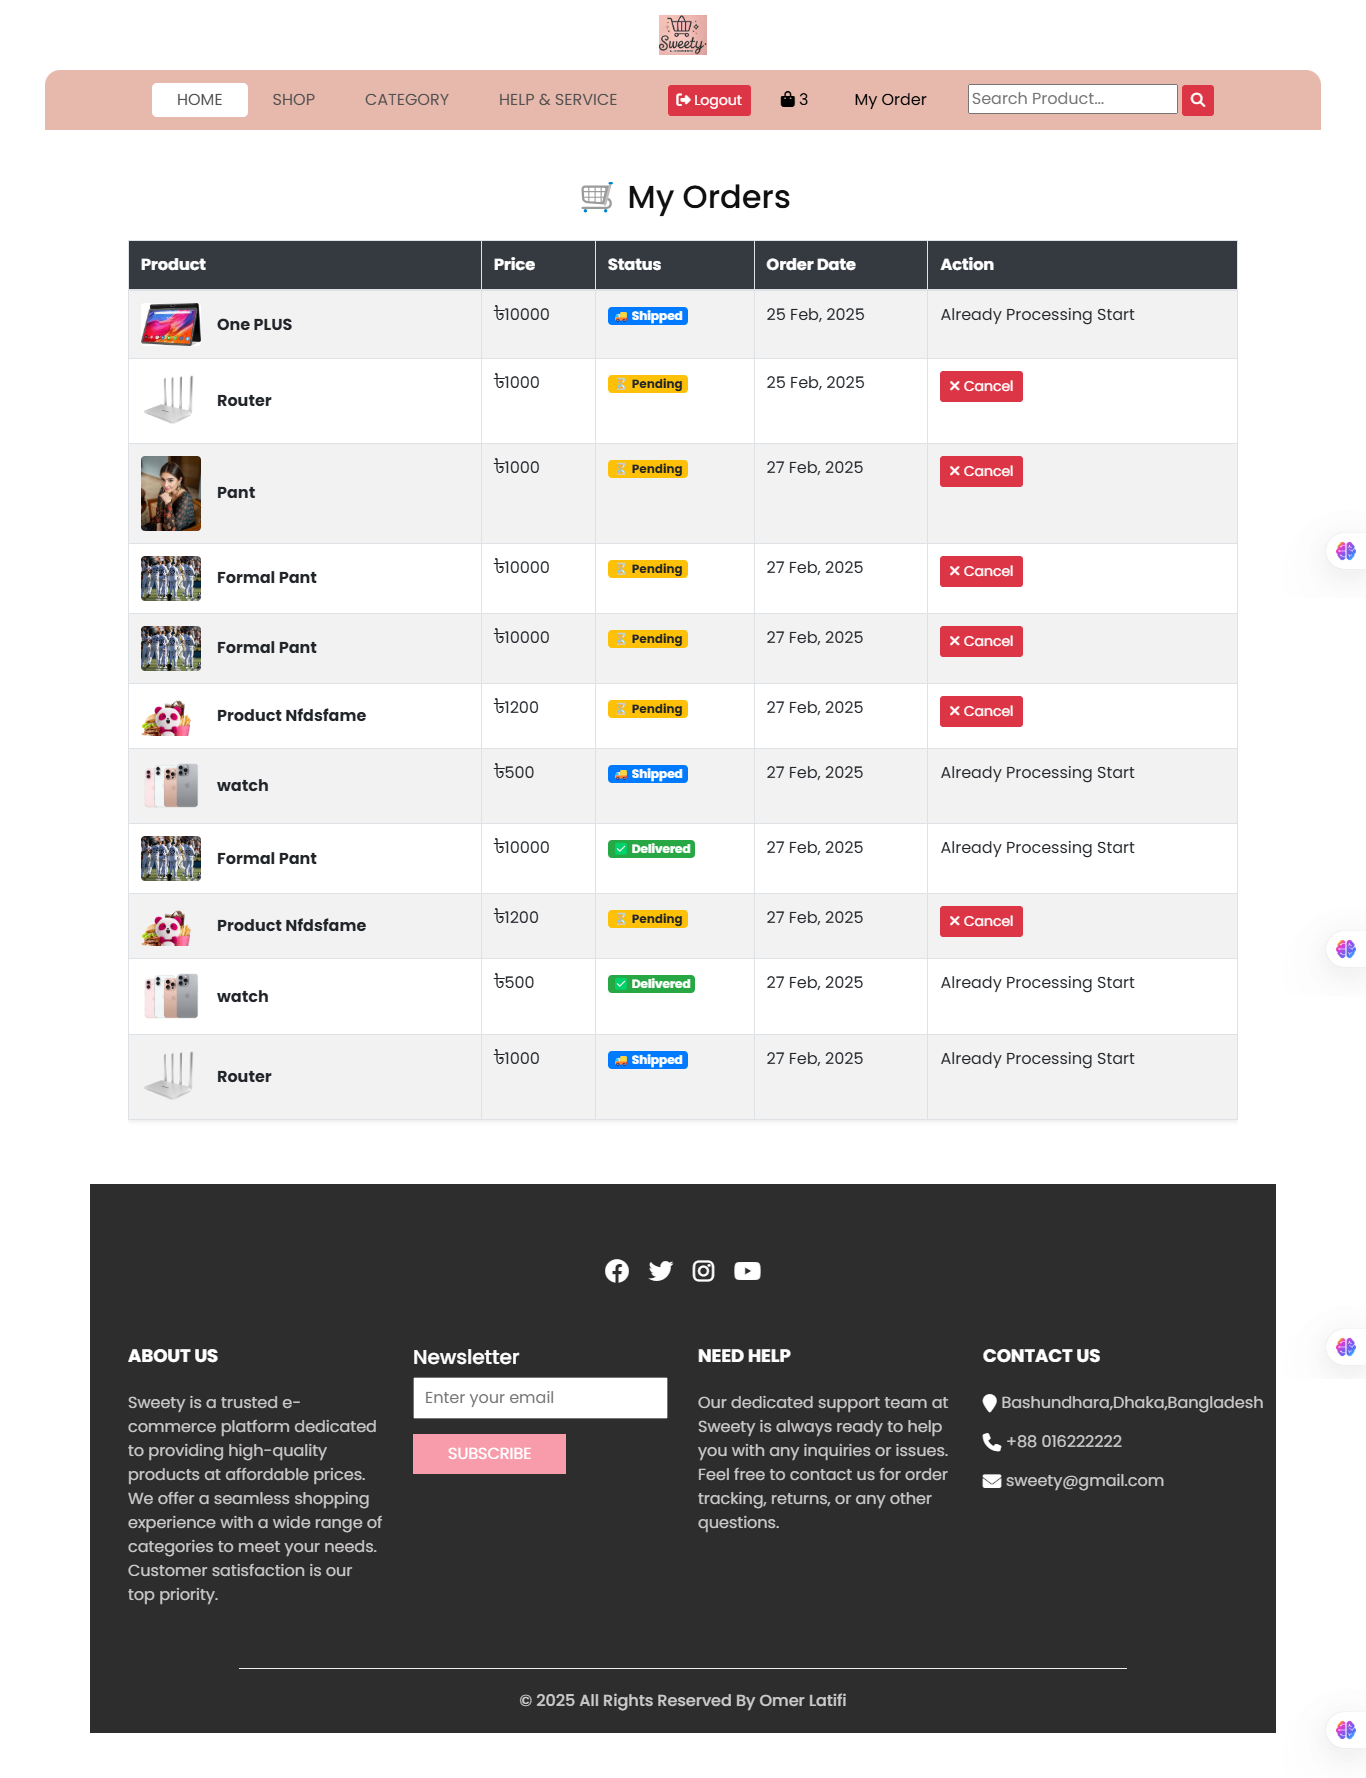 Sweety
HOME SHOP CATEGORY HELP & SERVICE Logout 3 My Order Search Product...
My Orders
Product Price Status Order Date Action
One PLUS ৳10000 Shipped 25 Feb, 2025 Already Processing Start
Router ৳1000 Pending 25 Feb, 2025 Cancel
Pant ৳1000 Pending 27 Feb, 2025 Cancel
Formal Pant ৳10000 Pending 27 Feb, 2025 Cancel
Formal Pant ৳10000 Pending 27 Feb, 2025 Cancel
Product Nfdsfame ৳1200 Pending 27 Feb, 2025 Cancel
watch ৳500 Shipped 27 Feb, 2025 Already Processing Start
Formal Pant ৳10000 Delivered 27 Feb, 2025 Already Processing Start
Product Nfdsfame ৳1200 Pending 27 Feb, 2025 Cancel
watch ৳500 Delivered 27 Feb, 2025 Already Processing Start
Router ৳1000 Shipped 27 Feb, 2025 Already Processing Start
ABOUT US
Sweety is a trusted e-
commerce platform dedicated
to providing high-quality
products at affordable prices.
We offer a seamless shopping
experience with a wide range of
categories to meet your needs.
Customer satisfaction is our
top priority.
Newsletter
Enter your email
SUBSCRIBE
NEED HELP
Our dedicated support team at
Sweety is always ready to help
you with any inquiries or issues.
Feel free to contact us for order
tracking, returns, or any other
questions.
CONTACT US
Bashundhara,Dhaka,Bangladesh
+88 016222222
sweety@gmail.com
© 2025 All Rights Reserved By Omer Latifi